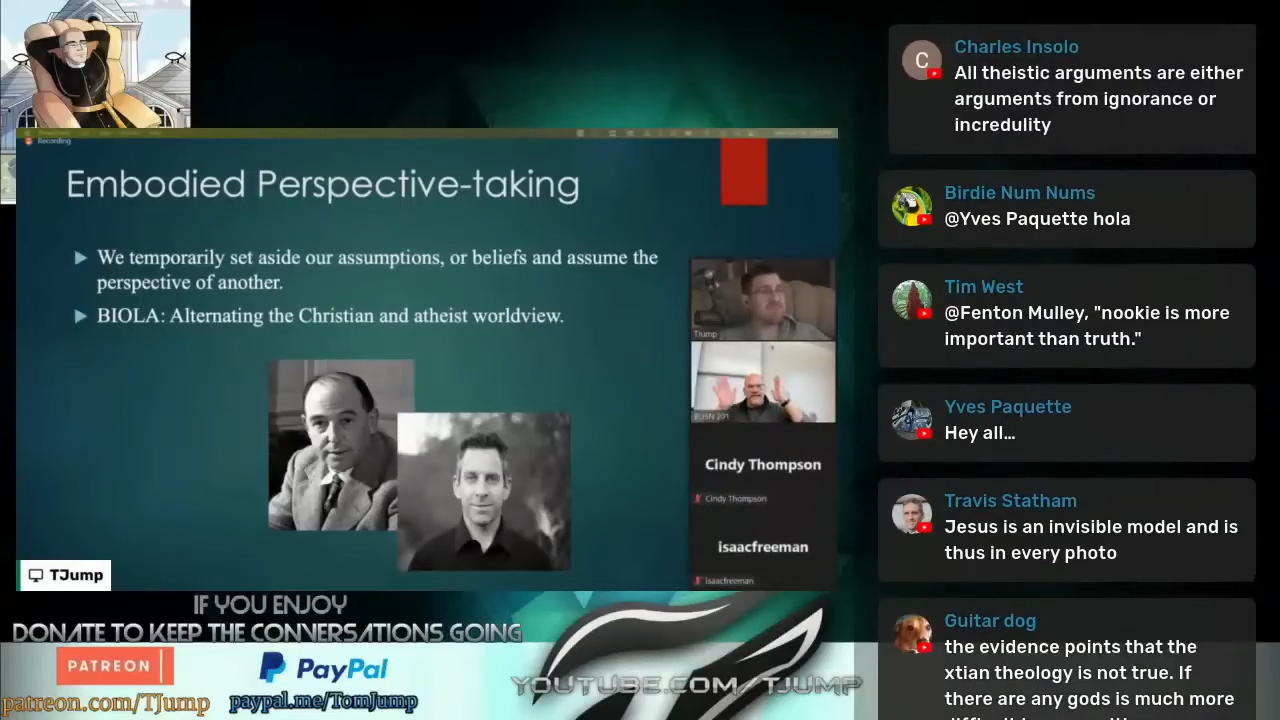 Recording
Embodied Perspective-taking
We temporarily set aside our assumptions, or beliefs and assume the
perspective of another.
BIOLA: Alternating the Christian and atheist worldview.
TJump
BUSN 201
Cindy Thompson
Cindy Thompson
isaacfreeman
isaacfreeman
TJump
IF YOU ENJOY
DONATE TO KEEP THE CONVERSATIONS GOING
PATREON
PayPal
patreon.com/TJump
paypal.me/TomJump
YOUTUBE.COM/TJUMP
C
Charles Insolo
All theistic arguments are either
arguments from ignorance or
incredulity
Birdie Num Nums
@Yves Paquette hola
Tim West
@Fenton Mulley, "nookie is more
important than truth."
Yves Paquette
Hey all...
Travis Statham
Jesus is an invisible model and is
thus in every photo
Guitar dog
the evidence points that the
xtian theology is not true. If
there are any gods is much more